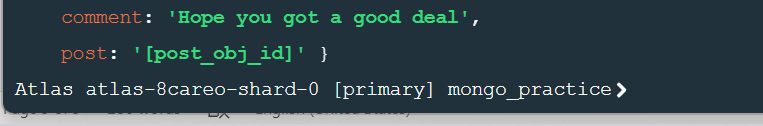 comment: 'Hope you got a good deal',
post: '[post_obj_id]' }
Atlas atlas-8careo-shard-0 [primary] mongo_practice>